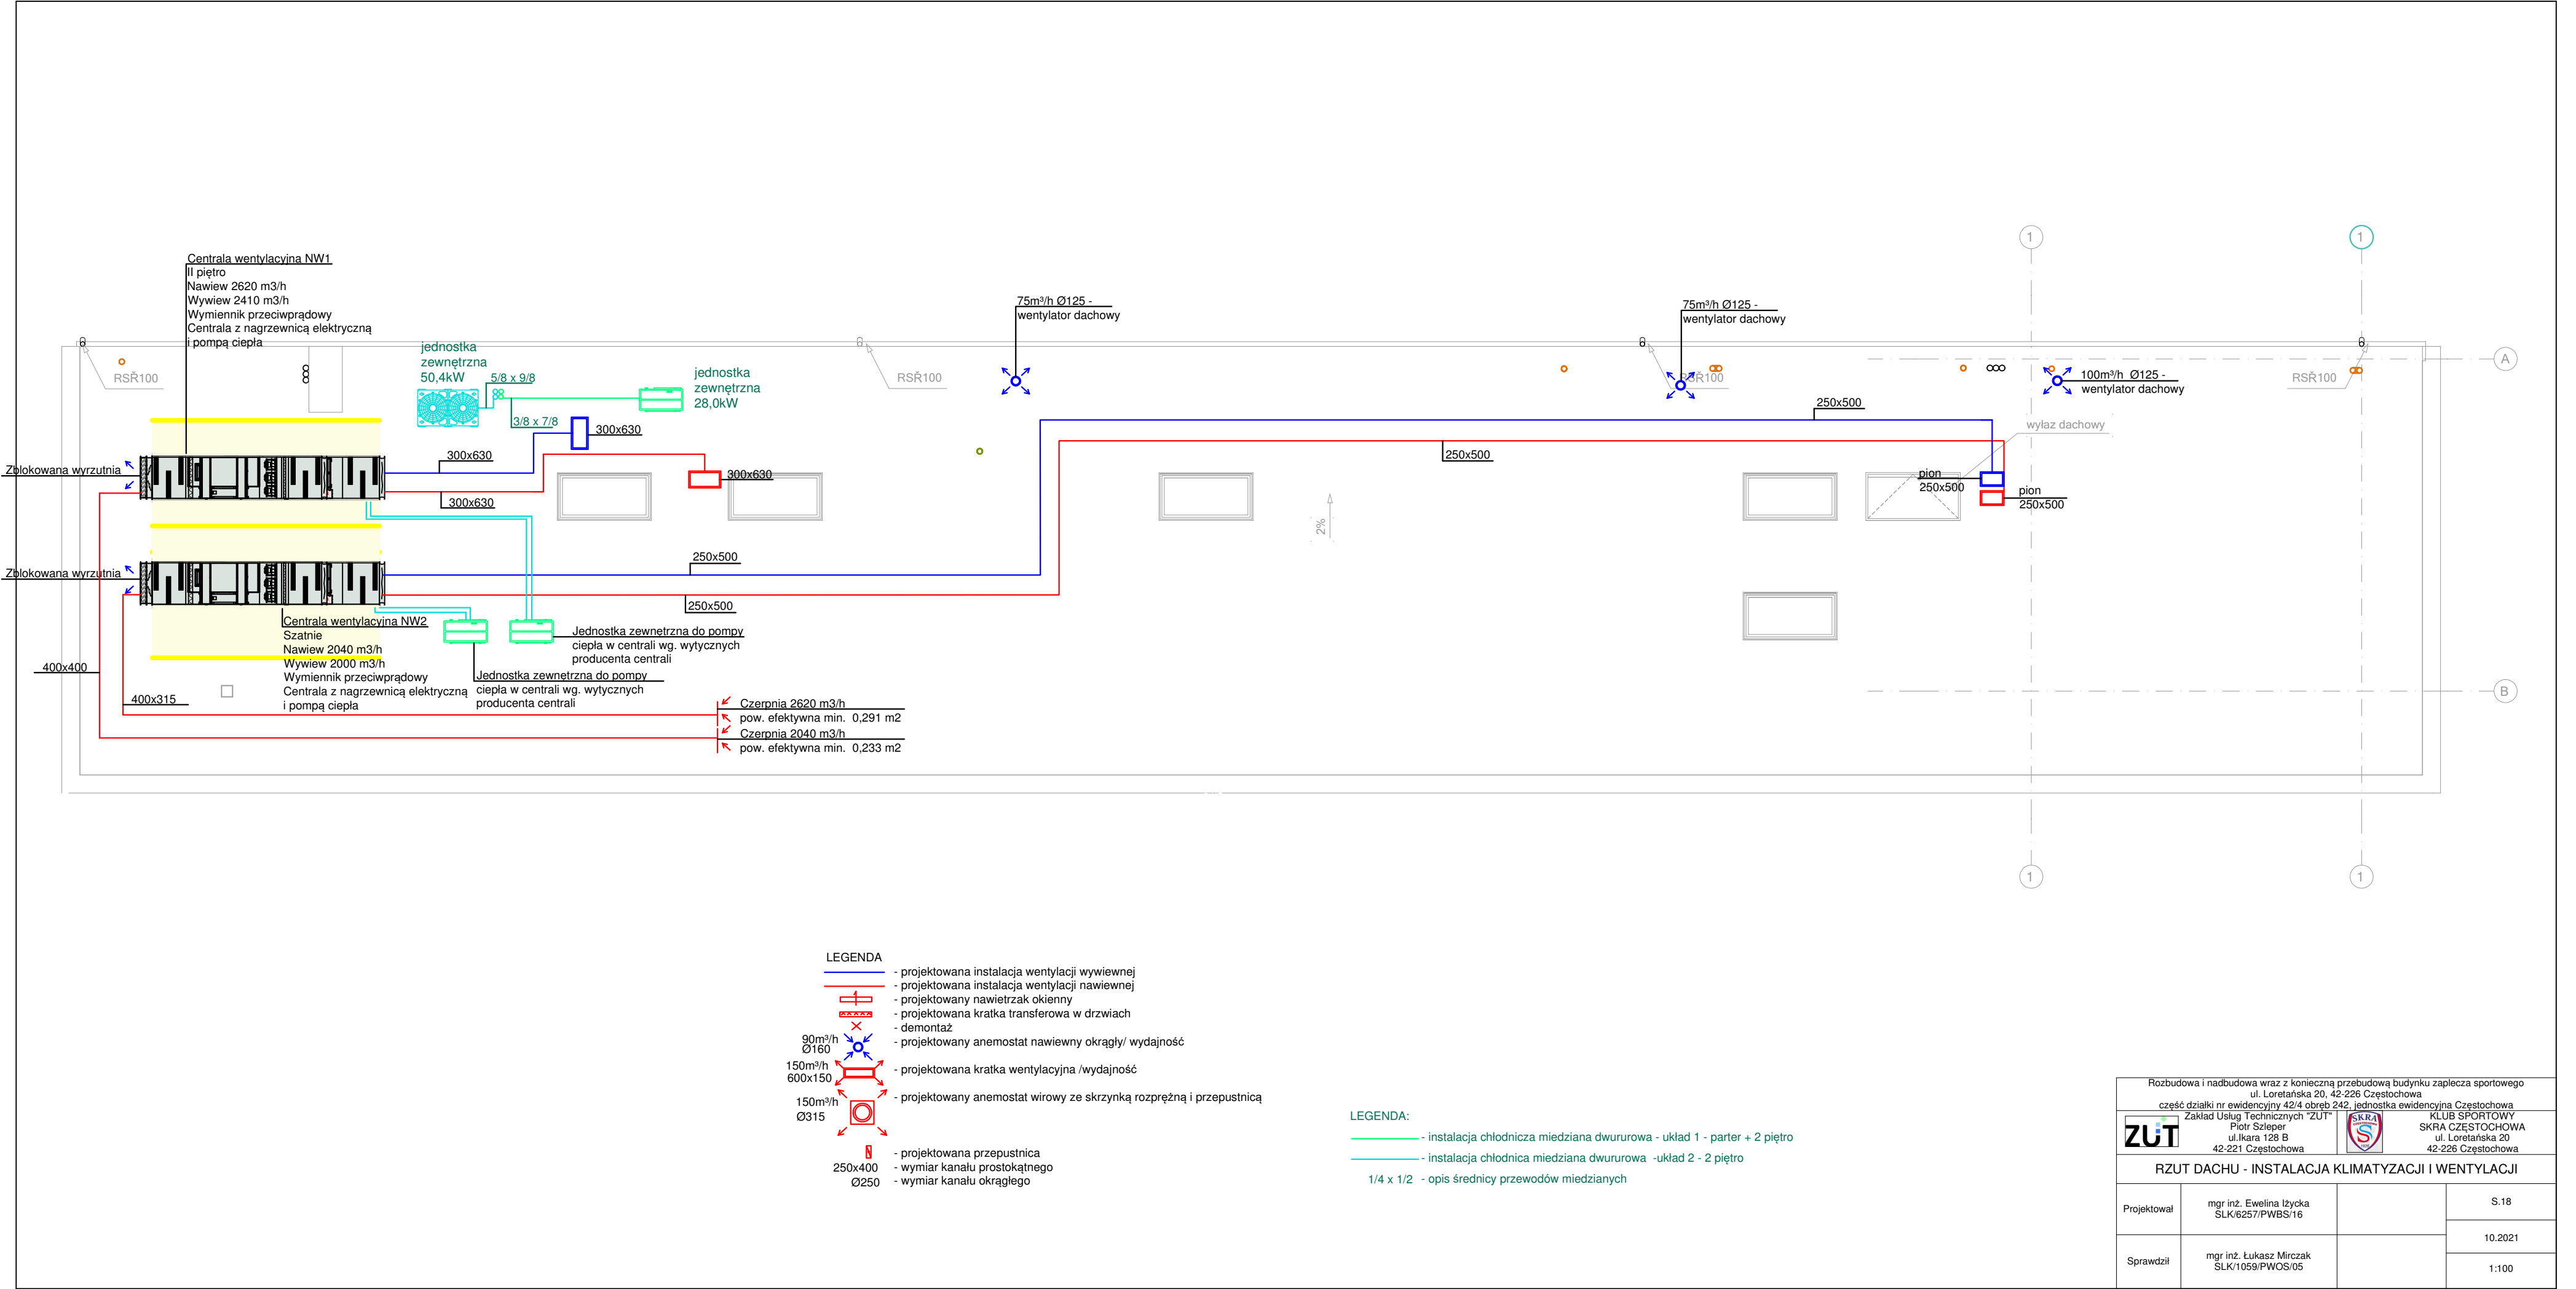 Centrala wentylacyjna NW1
II piętro
Nawiew 2620 m3/h
Wywiew 2410 m3/h
Wymiennik przeciwprądowy
Centrala z nagrzewnicą elektryczną
i pompą ciepła
jednostka
zewnętrzna
50,4kW
5/8 x 9/8
3/8 x 7/8
jednostka
zewnętrzna
28,0kW
75m³/h Ø125 -
wentylator dachowy
75m³/h Ø125 -
wentylator dachowy
100m³/h Ø125 -
wentylator dachowy
1
1
A
RSŘ100
RSŘ100
RSŘ100
RSŘ100
wyłaz dachowy
300x630
300x630
300x630
300x630
250x500
250x500
pion
250x500
pion
250x500
2%
Zblokowana wyrzutnia
Zblokowana wyrzutnia
250x500
250x500
Centrala wentylacyjna NW2
Szatnie
Nawiew 2040 m3/h
Wywiew 2000 m3/h
Wymiennik przeciwprądowy
Centrala z nagrzewnicą elektryczną
i pompą ciepła
Jednostka zewnętrzna do pompy
ciepła w centrali wg. wytycznych
producenta centrali
Jednostka zewnętrzna do pompy
ciepła w centrali wg. wytycznych
producenta centrali
400x400
400x315
Czerpnia 2620 m3/h
pow. efektywna min. 0,291 m2
Czerpnia 2040 m3/h
pow. efektywna min. 0,233 m2
B
1
1
LEGENDA
- projektowana instalacja wentylacji wywiewnej
- projektowana instalacja wentylacji nawiewnej
- projektowany nawietrzak okienny
- projektowana kratka transferowa w drzwiach
- demontaż
90m³/h
Ø160
- projektowany anemostat nawiewny okrągły/ wydajność
150m³/h
600x150
- projektowana kratka wentylacyjna /wydajność
150m³/h
Ø315
- projektowany anemostat wirowy ze skrzynką rozprężną i przepustnicą
- projektowana przepustnica
250x400 - wymiar kanału prostokątnego
Ø250 - wymiar kanału okrągłego
LEGENDA:
- instalacja chłodnicza miedziana dwururowa - układ 1 - parter + 2 piętro
- instalacja chłodnica miedziana dwururowa -układ 2 - 2 piętro
1/4 x 1/2 - opis średnicy przewodów miedzianych
Rozbudowa i nadbudowa wraz z konieczną przebudową budynku zaplecza sportowego
ul. Loretańska 20, 42-226 Częstochowa
część działki nr ewidencyjny 42/4 obręb 242, jednostka ewidencyjna Częstochowa
ZUT
Zakład Usług Technicznych "ZUT"
Piotr Szleper
ul.Ikara 128 B
42-221 Częstochowa
SKRA
KLUB SPORTOWY
SKRA CZĘSTOCHOWA
ul. Loretańska 20
42-226 Częstochowa
RZUT DACHU - INSTALACJA KLIMATYZACJI I WENTYLACJI
Projektował
mgr inż. Ewelina Iżycka
SLK/6257/PWBS/16
S.18
10.2021
Sprawdził
mgr inż. Łukasz Mirczak
SLK/1059/PWOS/05
1:100